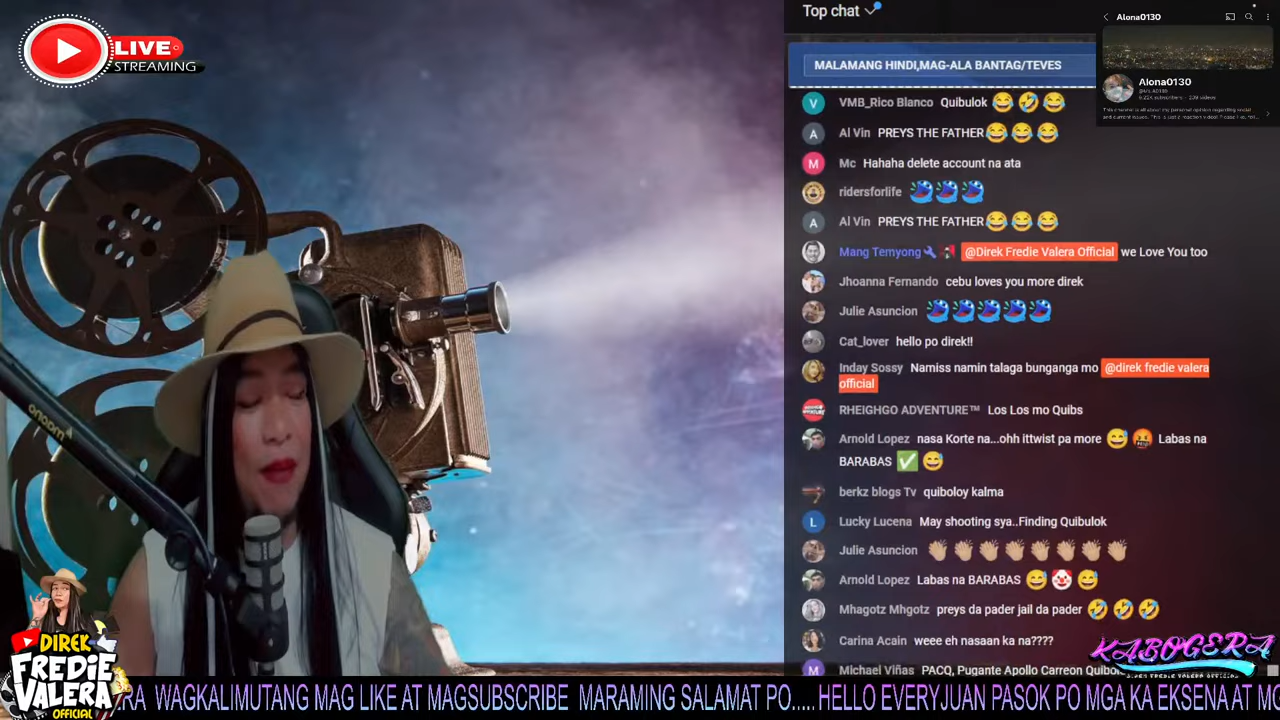 LIVE
STREAMING
Top chat
Alona0130
MALAMANG HINDI,MAG-ALA BANTAG/TEVES
Alona0130
VMB_Rico Blanco Quibulok 😂 🤣 😂
Al Vin PREYS THE FATHER 😂 😂 😂
Mc Hahaha delete account na ata
ridersforlife
Al Vin PREYS THE FATHER 😂 😂 😂
Mang Temyong @Direk Fredie Valera Official we Love You too
Jhoanna Fernando cebu loves you more direk
Julie Asuncion
Cat_lover hello po direk!!
Inday Sossy Namiss namin talaga bunganga mo @direk fredie valera
official
RHEIGHGO ADVENTURE™ Los Los mo Quibs
Arnold Lopez nasa Korte na...ohh ittwist pa more 😅 🤬 Labas na
BARABAS ✅ 😅
berkz blogs Tv quiboloy kalma
Lucky Lucena May shooting sya..Finding Quibulok
Julie Asuncion 👏🏼 👏🏼 👏🏼 👏🏼 👏🏼 👏🏼 👏🏼 👏🏼
Arnold Lopez Labas na BARABAS 😅 🤡 😅
Mhagotz Mhgotz preys da pader jail da pader 🤣 🤣 🤣
Carina Acain weee eh nasaan ka na????
Michael Viñas PACQ, Pugante Apollo Carreon
maono
KABOGERA
DIREK FREDIE VALERA OFFICIAL
DIREK
FREDIE
VALERA
OFFICIAL
WAGKALIMUTANG MAG LIKE AT MAGSUBSCRIBE MARAMING SALAMAT PO..... HELLO EVERYJUAN PASOK PO MGA KA EKSENA AT